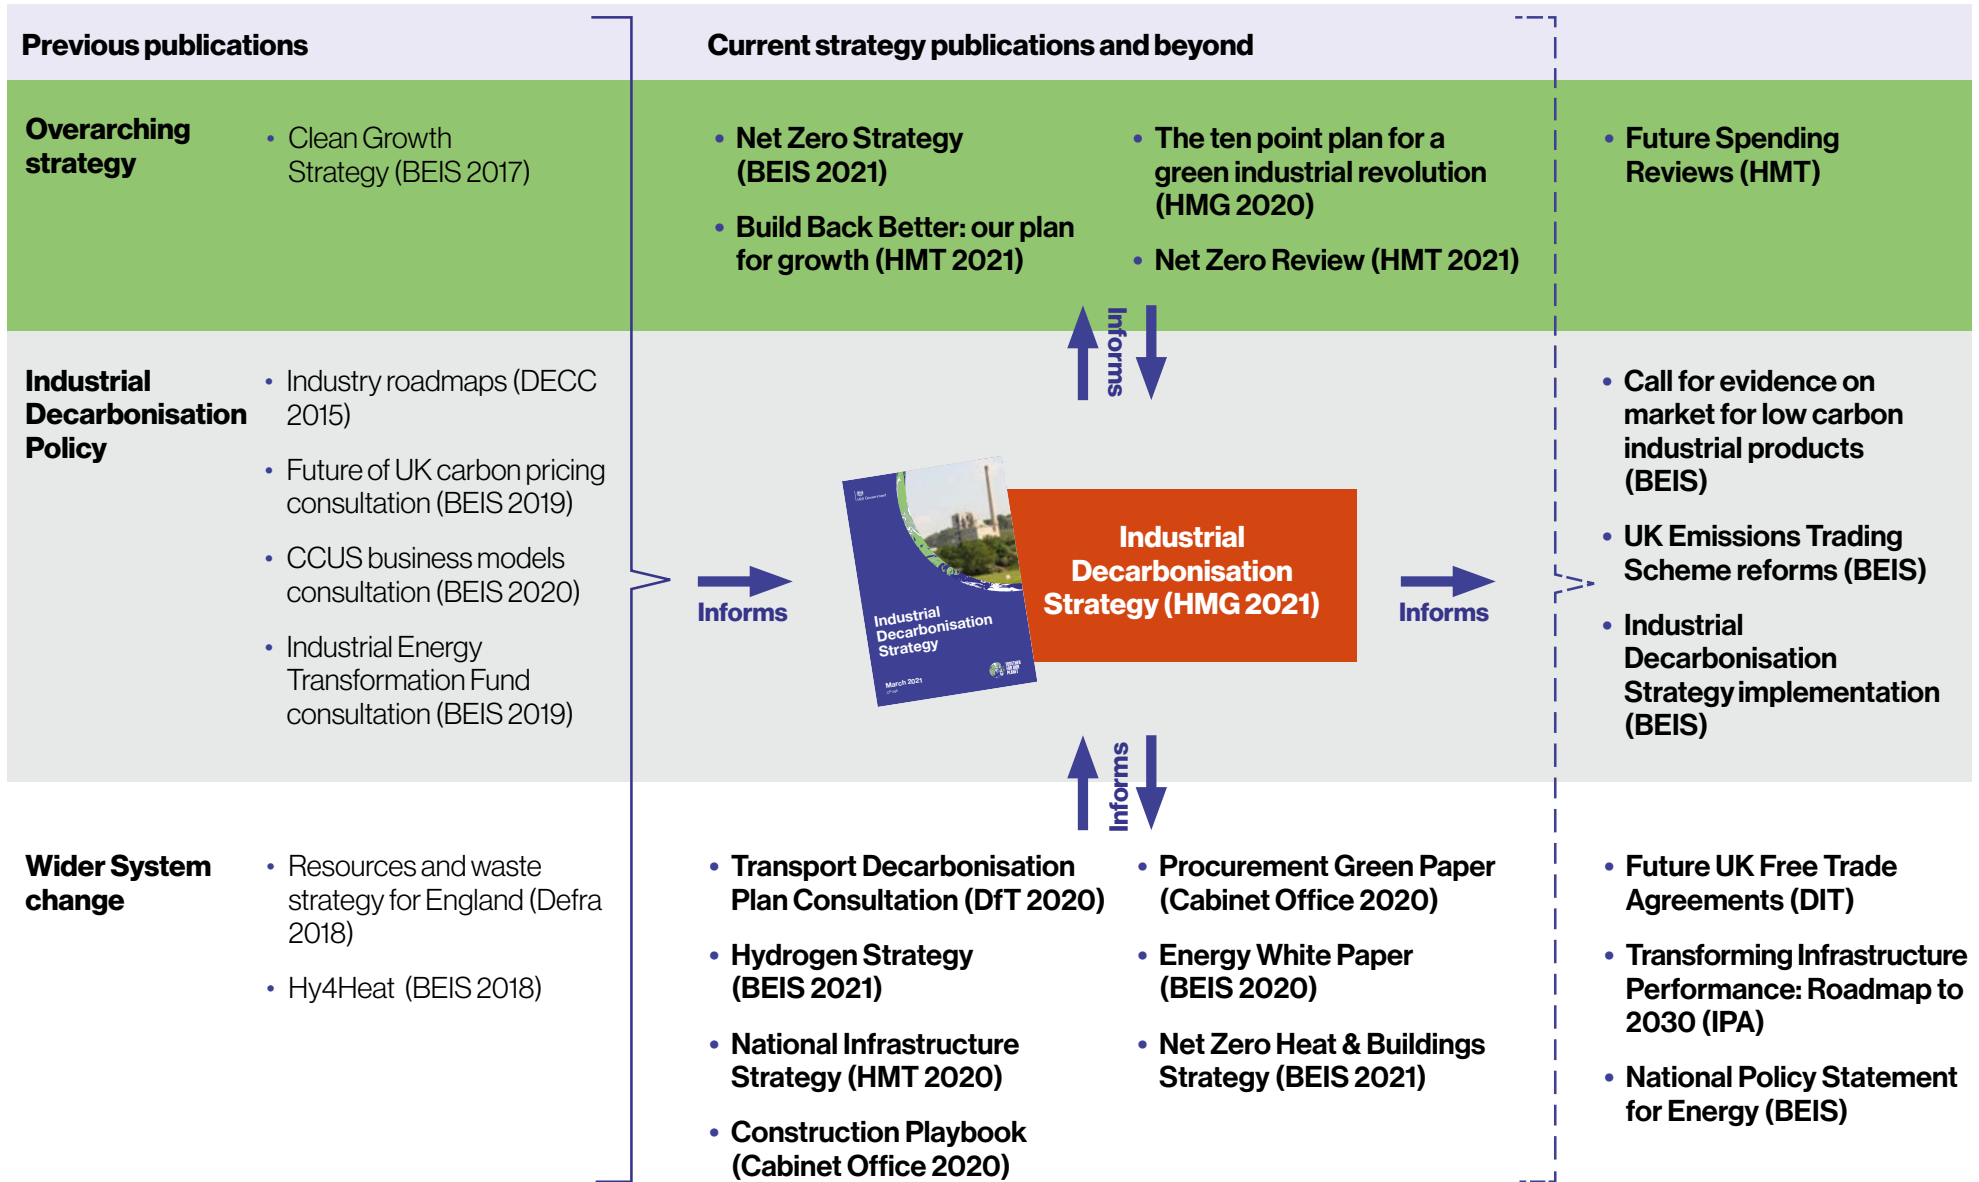 Previous publications
Current strategy publications and beyond
Overarching
strategy
• Clean Growth
Strategy (BEIS 2017)
• Net Zero Strategy
(BEIS 2021)
• Build Back Better: our plan
for growth (HMT 2021)
• The ten point plan for a
green industrial revolution
(HMG 2020)
• Net Zero Review (HMT 2021)
• Future Spending
Reviews (HMT)
Informs
Industrial
Decarbonisation
Policy
• Industry roadmaps (DECC
2015)
• Future of UK carbon pricing
consultation (BEIS 2019)
• CCUS business models
consultation (BEIS 2020)
• Industrial Energy
Transformation Fund
consultation (BEIS 2019)
Informs
HM Government
Industrial
Decarbonisation
Strategy
March 2021
TOGETHER
FOR OUR
PLANET
Industrial
Decarbonisation
Strategy (HMG 2021)
Informs
• Call for evidence on
market for low carbon
industrial products
(BEIS)
• UK Emissions Trading
Scheme reforms (BEIS)
• Industrial
Decarbonisation
Strategy implementation
(BEIS)
Informs
Wider System
change
• Resources and waste
strategy for England (Defra
2018)
• Hy4Heat (BEIS 2018)
• Transport Decarbonisation
Plan Consultation (DfT 2020)
• Hydrogen Strategy
(BEIS 2021)
• National Infrastructure
Strategy (HMT 2020)
• Construction Playbook
(Cabinet Office 2020)
• Procurement Green Paper
(Cabinet Office 2020)
• Energy White Paper
(BEIS 2020)
• Net Zero Heat & Buildings
Strategy (BEIS 2021)
• Future UK Free Trade
Agreements (DIT)
• Transforming Infrastructure
Performance: Roadmap to
2030 (IPA)
• National Policy Statement
for Energy (BEIS)